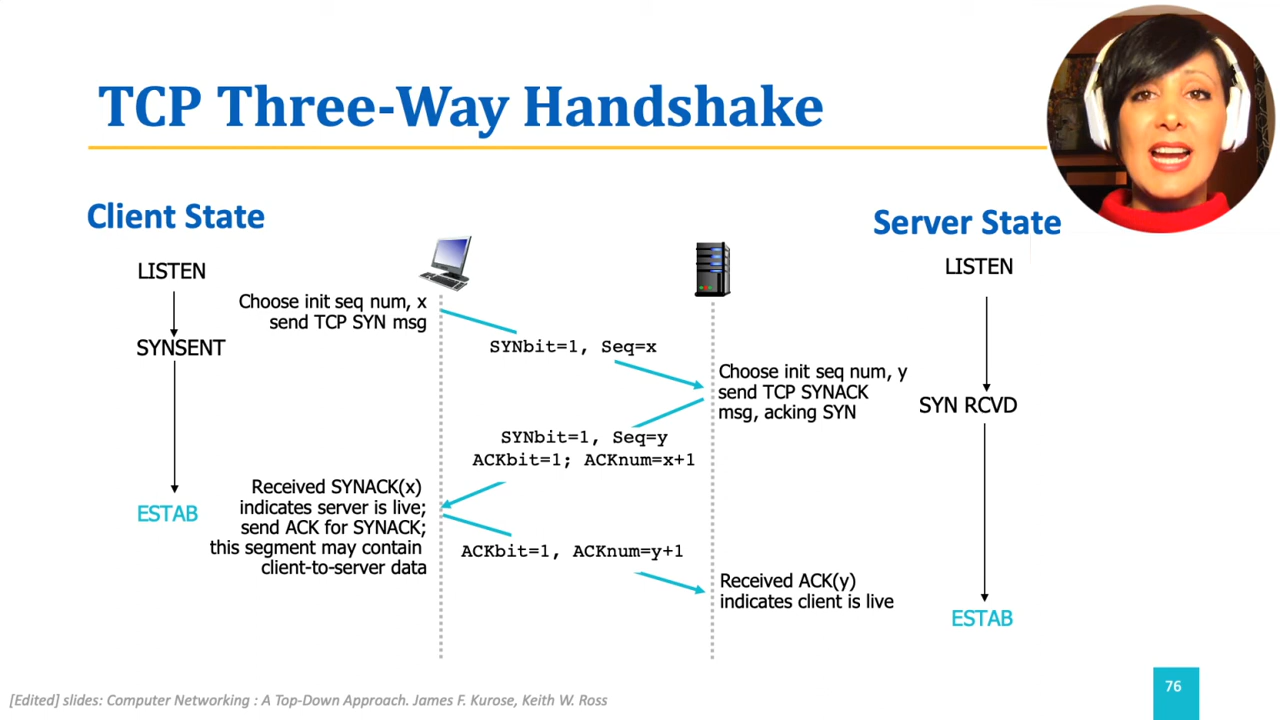 TCP Three-Way Handshake
Client State
Server State
LISTEN
LISTEN
Choose init seq num, x
send TCP SYN msg
SYNSENT
SYNbit=1, Seq=x
Choose init seq num, y
send TCP SYNACK
msg, acking SYN
SYN RCVD
SYNbit=1, Seq=y
ACKbit=1; ACKnum=x+1
Received SYNACK(x)
indicates server is live;
send ACK for SYNACK;
this segment may contain
client-to-server data
ESTAB
ACKbit=1, ACKnum=y+1
Received ACK(y)
indicates client is live
ESTAB
76
[Edited] slides: Computer Networking : A Top-Down Approach. James F. Kurose, Keith W. Ross